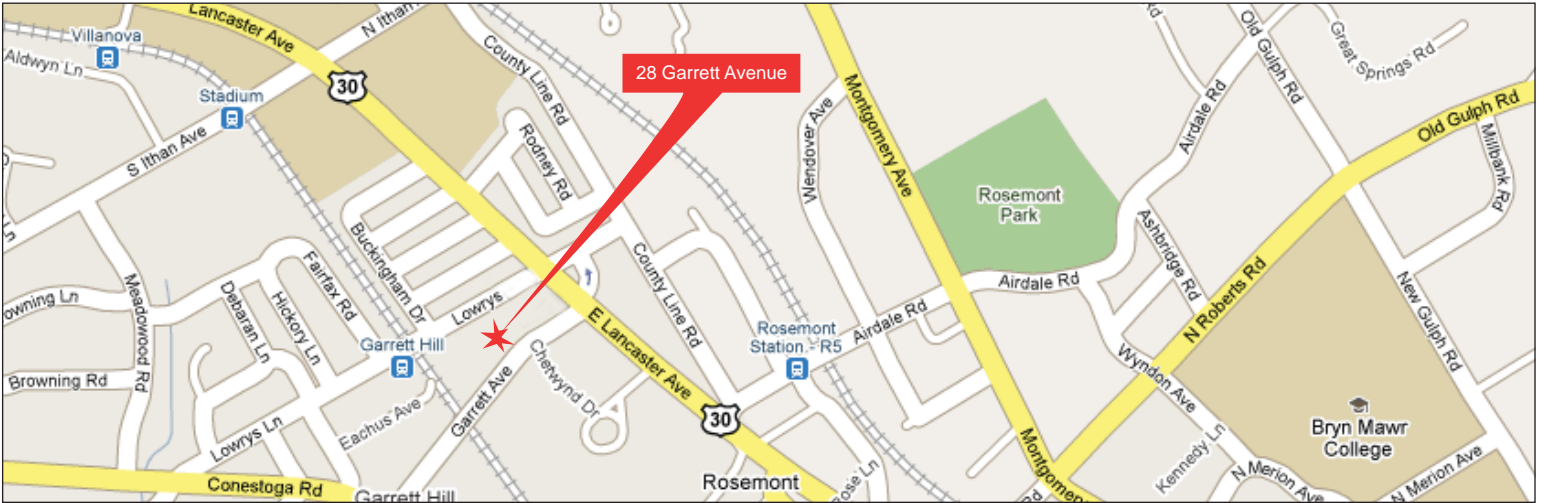 Lancaster Ave
N Ithan
Villanova
Aldwyn Ln
30
County Line Rd
28 Garrett Avenue
Stadium
S Ithan Ave
Rodney Rd
Wendover Ave
Montgomery Ave
Rd
Old Gulph Rd
Great Springs Rd
Airdale Rd
Old Gulph Rd
Millbank Rd
Rosemont
Park
Ashbridge Rd
Ln
Buckingham Dr
Fairfax Rd
Meadowood Rd
owning Ln
Debaran Ln
Hickory Ln
Lowrys
County Line Rd
Airdale Rd
Airdale Rd
N Roberts Rd
New Gulph Rd
E Lancaster Ave
Rosemont
Station - R5
Garrett Hill
Chetwynd Dr
Garrett Ave
Browning Rd
Eachus Ave
Lowrys Ln
30
Wyndon Ave
Bryn Mawr
College
Kennedy Ln
Montgomery
N Merion Ave
N Merion Ave
Rosemont
Rose Ln
Rd
Conestoga Rd
Garrett Hill